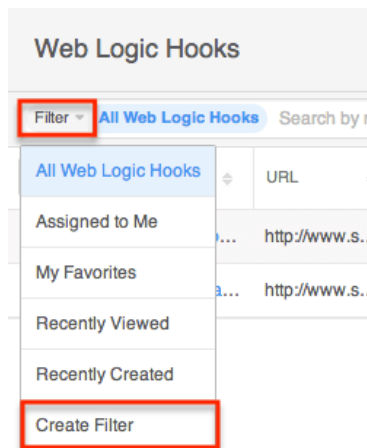 Web Logic Hooks
Filter All Web Logic Hooks Search by
All Web Logic Hooks URL
Assigned to Me http://www.s...
My Favorites http://www.s...
Recently Viewed
Recently Created
Create Filter